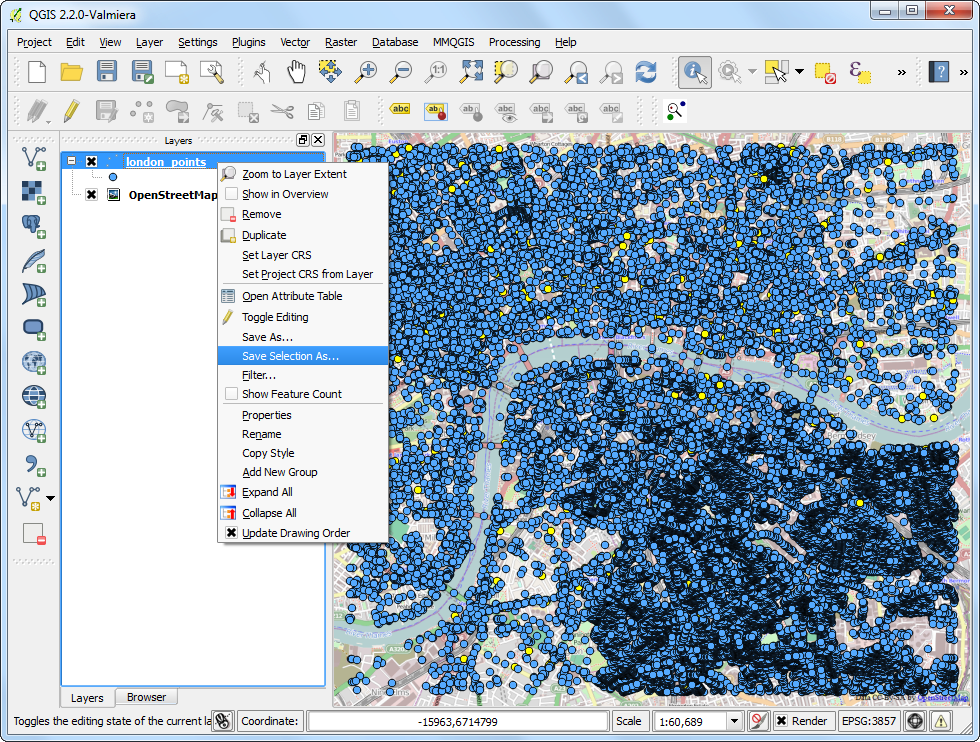 QGIS 2.2.0-Valmiera
Project Edit View Layer Settings Plugins Vector Raster Database MMQGIS Processing Help
1:1
»
»
abc abc ab abc abc abc abc
Layers
london_points
OpenStreetMap
Zoom to Layer Extent
Show in Overview
Remove
Duplicate
Set Layer CRS
Set Project CRS from Layer
Open Attribute Table
Toggle Editing
Save As...
Save Selection As...
Filter...
Show Feature Count
Properties
Rename
Copy Style
Add New Group
Expand All
Collapse All
Update Drawing Order
A320
Layers Browser
Toggles the editing state of the current la
Coordinate: -15963,6714799 Scale 1:60,689 Render EPSG:3857